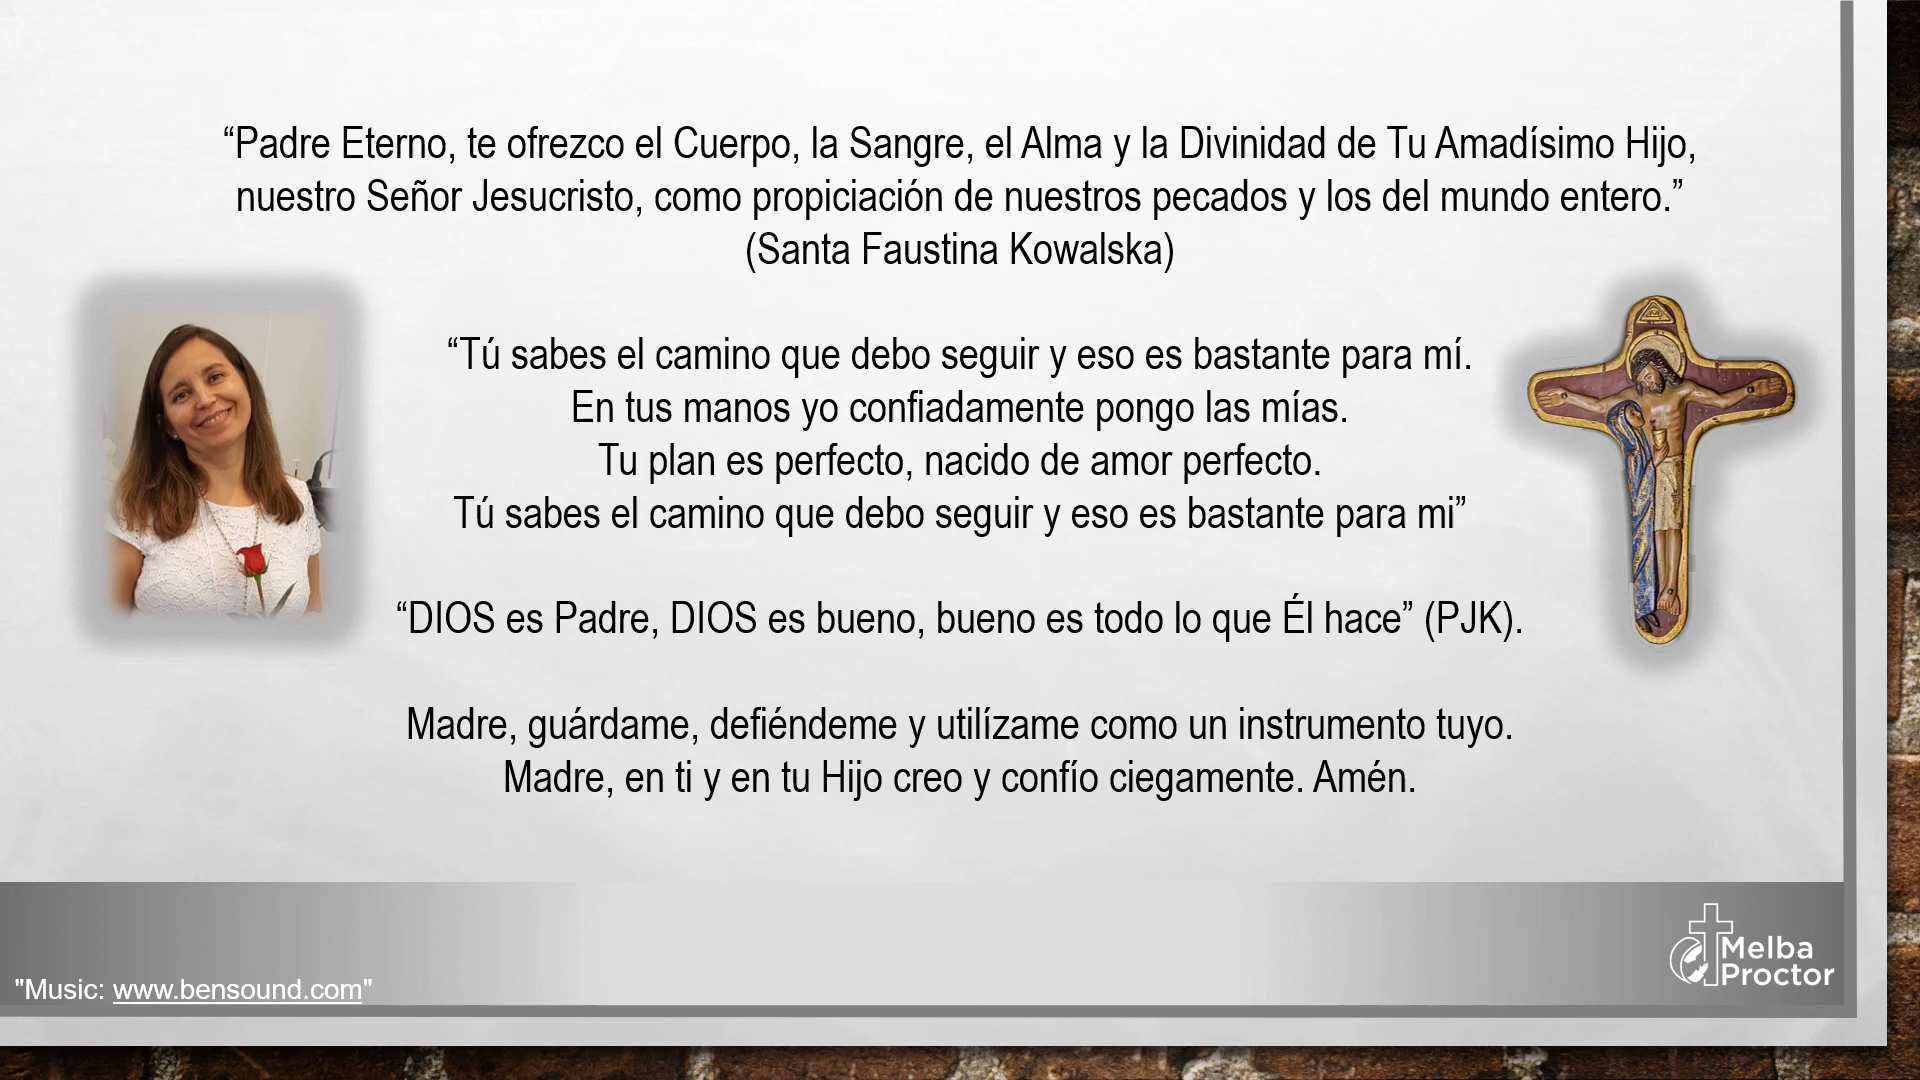 “Padre Eterno, te ofrezco el Cuerpo, la Sangre, el Alma y la Divinidad de Tu Amadísimo Hijo,
nuestro Señor Jesucristo, como propiciación de nuestros pecados y los del mundo entero.”
(Santa Faustina Kowalska)
“Tú sabes el camino que debo seguir y eso es bastante para mí.
En tus manos yo confiadamente pongo las mías.
Tu plan es perfecto, nacido de amor perfecto.
Tú sabes el camino que debo seguir y eso es bastante para mi”
“DIOS es Padre, DIOS es bueno, bueno es todo lo que Él hace” (PJK).
Madre, guárdame, defiéndeme y utilízame como un instrumento tuyo.
Madre, en ti y en tu Hijo creo y confío ciegamente. Amén.
Melba
Proctor
"Music: www.bensound.com"